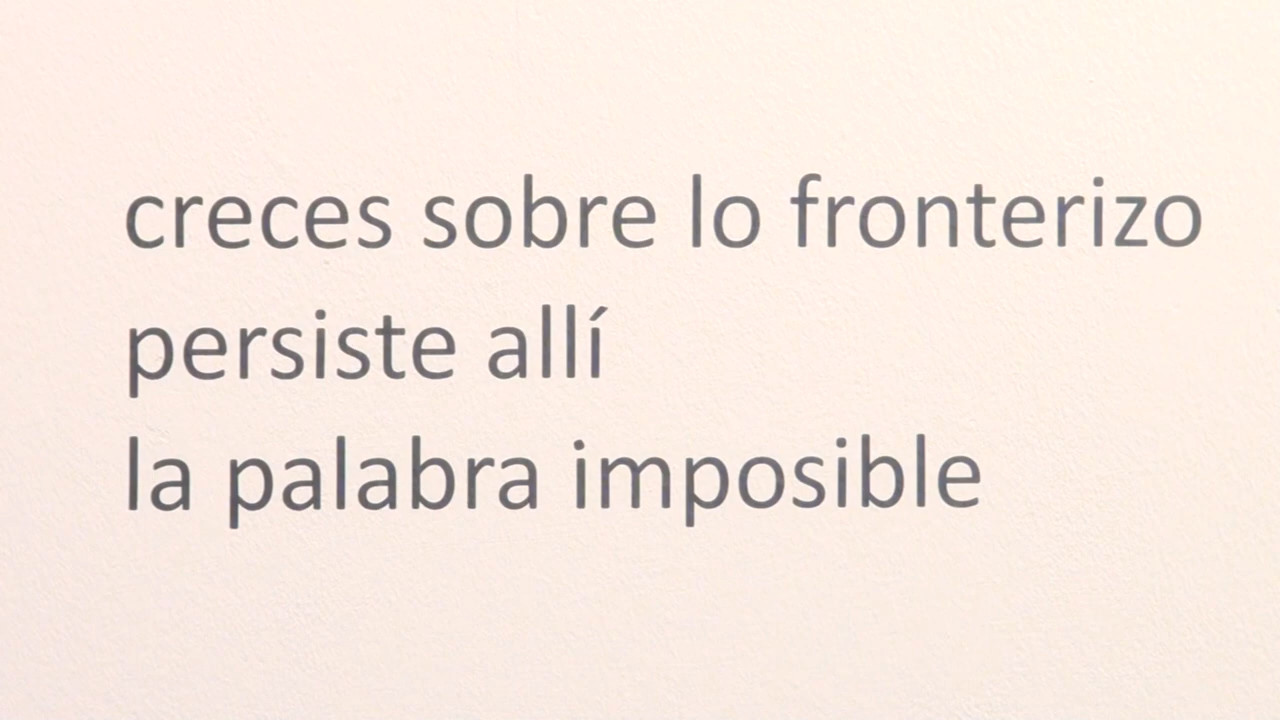 creces sobre lo fronterizo
persiste allí
la palabra imposible